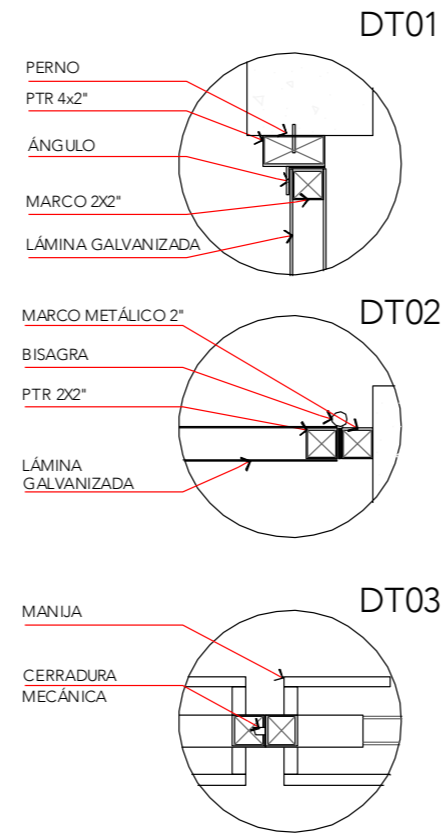 DT01
PERNO
PTR 4x2"
ÁNGULO
MARCO 2X2"
LÁMINA GALVANIZADA
DT02
MARCO METÁLICO 2"
BISAGRA
PTR 2X2"
LÁMINA
GALVANIZADA
DT03
MANIJA
CERRADURA
MECÁNICA